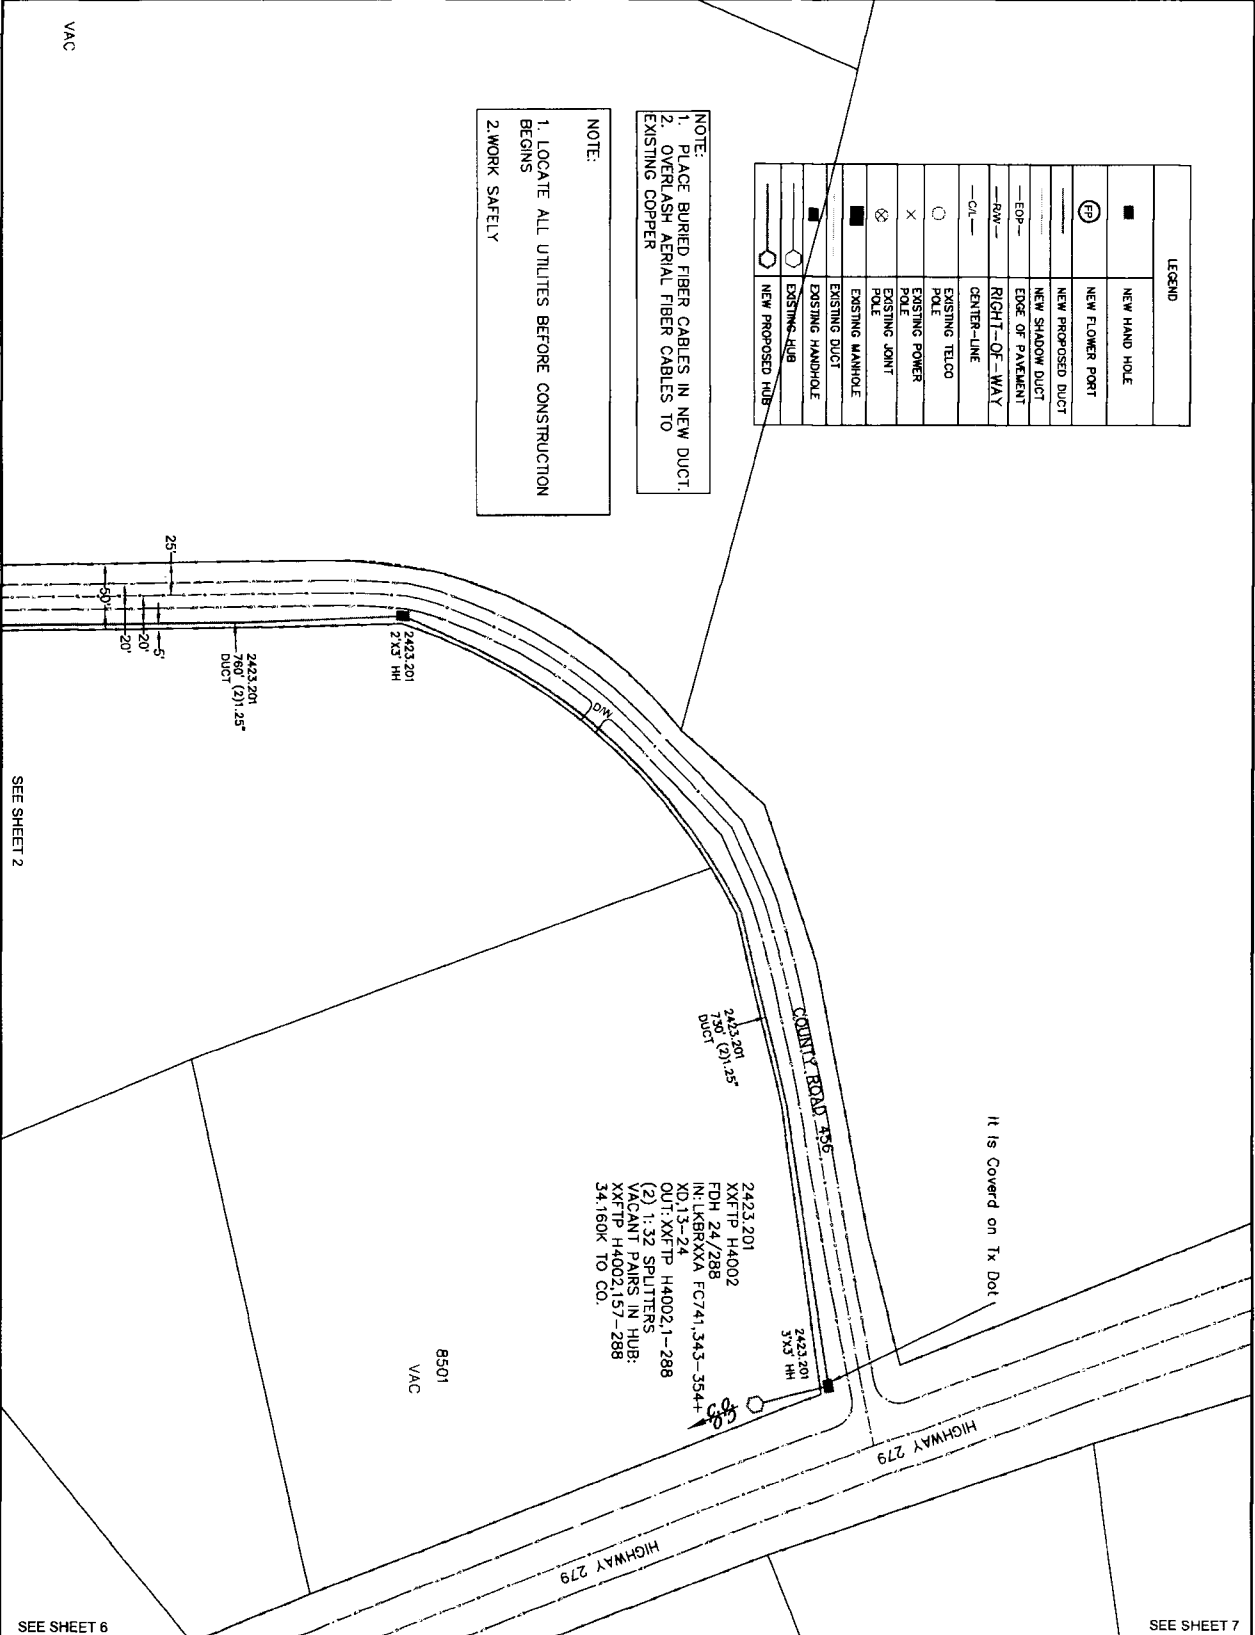 LEGEND
NEW HAND HOLE
FP
NEW FLOWER PORT
NEW PROPOSED DUCT
NEW SHADOW DUCT
—EOP—
EDGE OF PAVEMENT
—R/W—
RIGHT-OF-WAY
—C/L—
CENTER-LINE
EXISTING TELCO
POLE
EXISTING POWER
POLE
EXISTING JOINT
POLE
EXISTING MANHOLE
EXISTING DUCT
EXISTING HANDHOLE
EXISTING HUB
NEW PROPOSED HUB
NOTE:
1. PLACE BURIED FIBER CABLES IN NEW DUCT.
2. OVERLASH AERIAL FIBER CABLES TO
EXISTING COPPER
NOTE:
1. LOCATE ALL UTILITES BEFORE CONSTRUCTION
BEGINS
2.WORK SAFELY
VAC
It is Coverd on Tx Dot
COUNTY ROAD 456
HIGHWAY 279
HIGHWAY 279
2423.201
3'X3' HH
2423.201
730' (2)1.25"
DUCT
2423.201
XXFTP H4002
FDH 24/288
IN:LKBRXXA FC741,343-354+
XD,13-24
OUT:XXFTP H4002,1-288
(2) 1:32 SPLITTERS
VACANT PAIRS IN HUB:
XXFTP H4002,157-288
34.160K TO CO.
8501
VAC
D/W
2423.201
2'X3' HH
2423.201
760' (2)1.25"
DUCT
25'
50'
5'
20'
20'
SEE SHEET 2
SEE SHEET 6
SEE SHEET 7